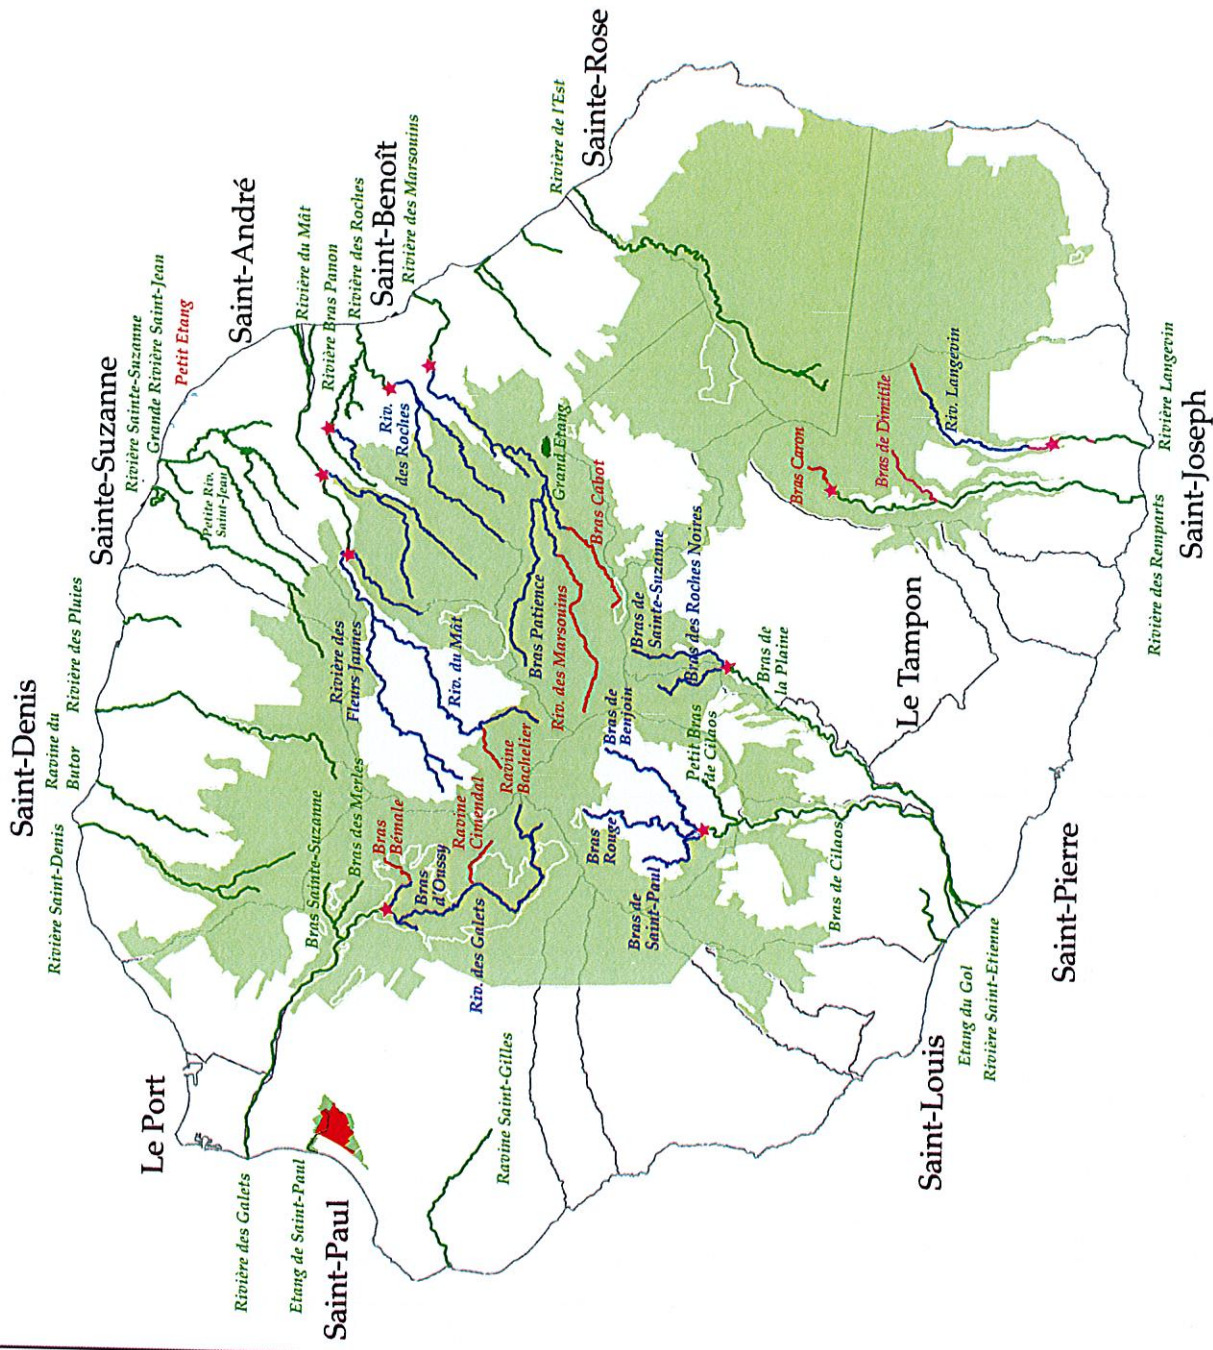 Saint-Denis
Ravine du
Butor
Rivière des Pluies
Rivière Saint-Denis
Sainte-Suzanne
Rivière Sainte-Suzanne
Grande Rivière Saint-Jean
Petit Etang
Petite Riv.
Saint-Jean
Saint-André
Rivière du Mât
Rivière Bras Panon
Rivière des Roches
Saint-Benoît
Rivière des Marsouins
Riv.
des Roches
Rivière de l'Est
Sainte-Rose
Le Port
Rivière des Galets
Etang de Saint-Paul
Saint-Paul
Ravine Saint-Gilles
Bras Sainte-Suzanne
Bras des Merles
Bras
Bémale
Bras
d'Oussy
Ravine
Cimendal
Ravine
Bachelier
Riv. des Galets
Rivière des
Fleurs Jaunes
Riv. du Mât
Bras Patience
Riv. des Marsouins
Grand Etang
Bras Cabot
Bras de
Sainte-Suzanne
Bras des Roches Noires
Bras de
Benjoin
Petit Bras
de Cilaos
Bras
Rouge
Bras de
Saint-Paul
Bras de
la Plaine
Bras de Cilaos
Bras Caron
Bras de Dimitile
Riv. Langevin
Le Tampon
Saint-Louis
Etang du Gol
Rivière Saint-Etienne
Saint-Pierre
Rivière des Remparts
Saint-Joseph
Rivière Langevin